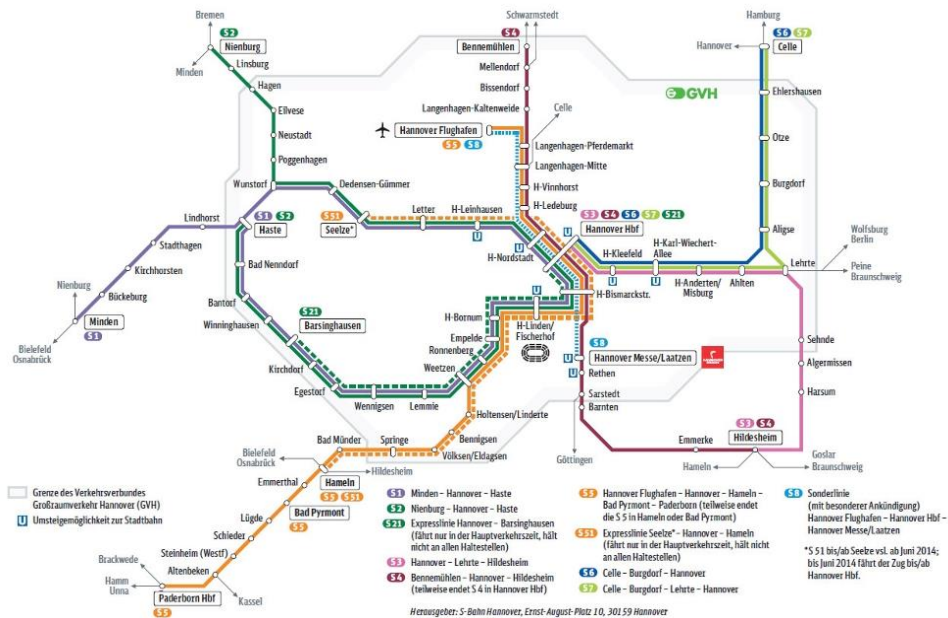 Bremen
S2
Nienburg
Minden
Linsburg
Hagen
Eilvese
Neustadt
Poggenhagen
Wunstorf
Schwarmstedt
S4
Bennemühlen
Mellendorf
Bissendorf
Langenhagen-Kaltenweide
Celle
Hannover Flughafen
S5 S8
Langenhagen-Pferdemarkt
Langenhagen-Mitte
H-Vinnhorst
H-Ledeburg
Hamburg
S6 S7
Hannover
Celle
GVH
Ehlershausen
Otze
Burgdorf
Aligse
Lehrte
Wolfsburg
Berlin
Peine
Braunschweig
Dedensen-Gümmer
S51
Seelze*
Letter
H-Leinhausen
U
H-Nordstadt
U
S3 S4 S6 S7 S21
Hannover Hbf
H-Kleefeld
U
H-Karl-Wiechert-
Allee
U
H-Anderten/
Misburg
Ahlten
Lindhorst
S1 S2
Haste
Stadthagen
Kirchhorsten
Bückeburg
Nienburg
Minden
S1
Bielefeld
Osnabrück
Bad Nenndorf
Bantorf
Winninghausen
S21
Barsinghausen
Kirchdorf
Egestorf
Wennigsen
Lemmie
Weetzen
Ronnenberg
Empelde
H-Bornum
U
H-Linden/
Fischerhof
U
H-Bismarckstr.
S8
U
Hannover Messe/Laatzen
U
Rethen
Sarstedt
Barnten
Göttingen
Emmerke
S3 S4
Hildesheim
Hameln
Goslar
Braunschweig
Sehnde
Algermissen
Harsum
Holtensen/Linderte
Bennigsen
Völksen/Eldagsen
Springe
Bad Münder
Bielefeld
Osnabrück
Hildesheim
Hameln
S5 S51
Emmerthal
Bad Pyrmont
S5
Lügde
Schieder
Steinheim (Westf)
Altenbeken
Brackwede
Hamm
Unna
Kassel
Paderborn Hbf
S5
Grenze des Verkehrsverbundes
Großraumverkehr Hannover (GVH)
U Umsteigemöglichkeit zur Stadtbahn
S1 Minden – Hannover – Haste
S2 Nienburg – Hannover – Haste
S21 Expresslinie Hannover – Barsinghausen
(fährt nur in der Hauptverkehrszeit, hält
nicht an allen Haltestellen)
S3 Hannover – Lehrte – Hildesheim
S4 Bennemühlen – Hannover – Hildesheim
(teilweise endet S 4 in Hannover Hbf)
S5 Hannover Flughafen – Hannover – Hameln –
Bad Pyrmont – Paderborn (teilweise endet
die S 5 in Hameln oder Bad Pyrmont)
S51 Expresslinie Seelze* – Hannover – Hameln
(fährt nur in der Hauptverkehrszeit, hält nicht
an allen Haltestellen)
S6 Celle – Burgdorf – Hannover
S7 Celle – Burgdorf – Lehrte – Hannover
S8 Sonderlinie
(mit besonderer Ankündigung)
Hannover Flughafen – Hannover Hbf –
Hannover Messe/Laatzen
*S 51 bis/ab Seelze vsl. ab Juni 2014;
bis Juni 2014 fährt der Zug bis/ab
Hannover Hbf.
Herausgeber: S-Bahn Hannover, Ernst-August-Platz 10, 30159 Hannover